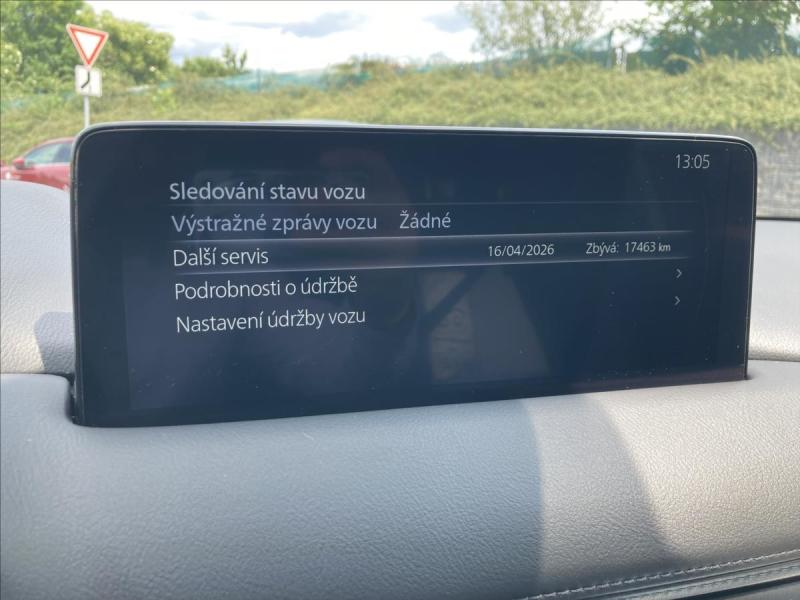 13:05
Sledování stavu vozu
Výstražné zprávy vozu Žádné
Další servis 16/04/2026 Zbývá: 17463 km
Podrobnosti o údržbě
Nastavení údržby vozu